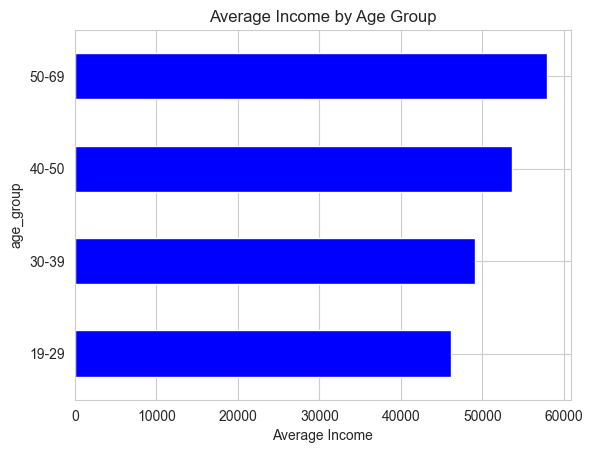 Average Income by Age Group
age_group
50-69
40-50
30-39
19-29
0 10000 20000 30000 40000 50000 60000
Average Income